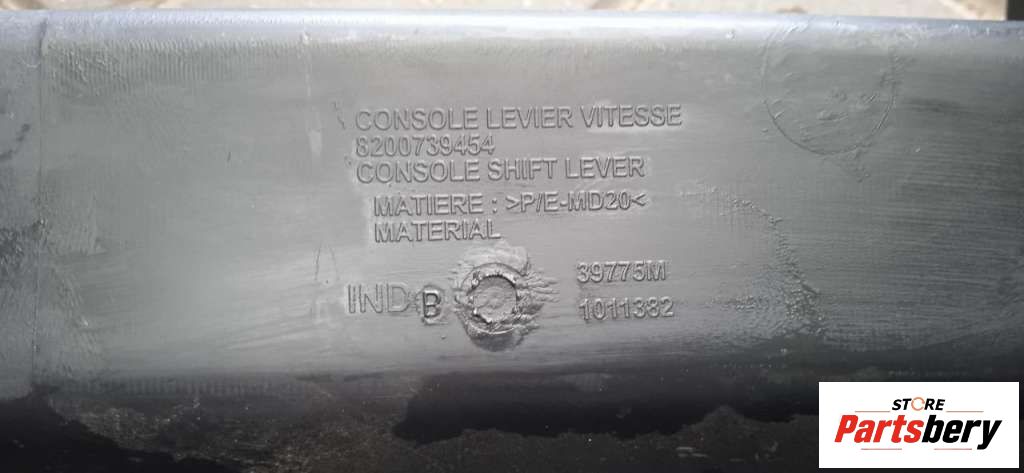 CONSOLE LEVIER VITESSE
8200739454
CONSOLE SHIFT LEVER
MATIERE : >P/E-MD20<
MATERIAL
IND B
39775M
1011382
STORE
Partsbery